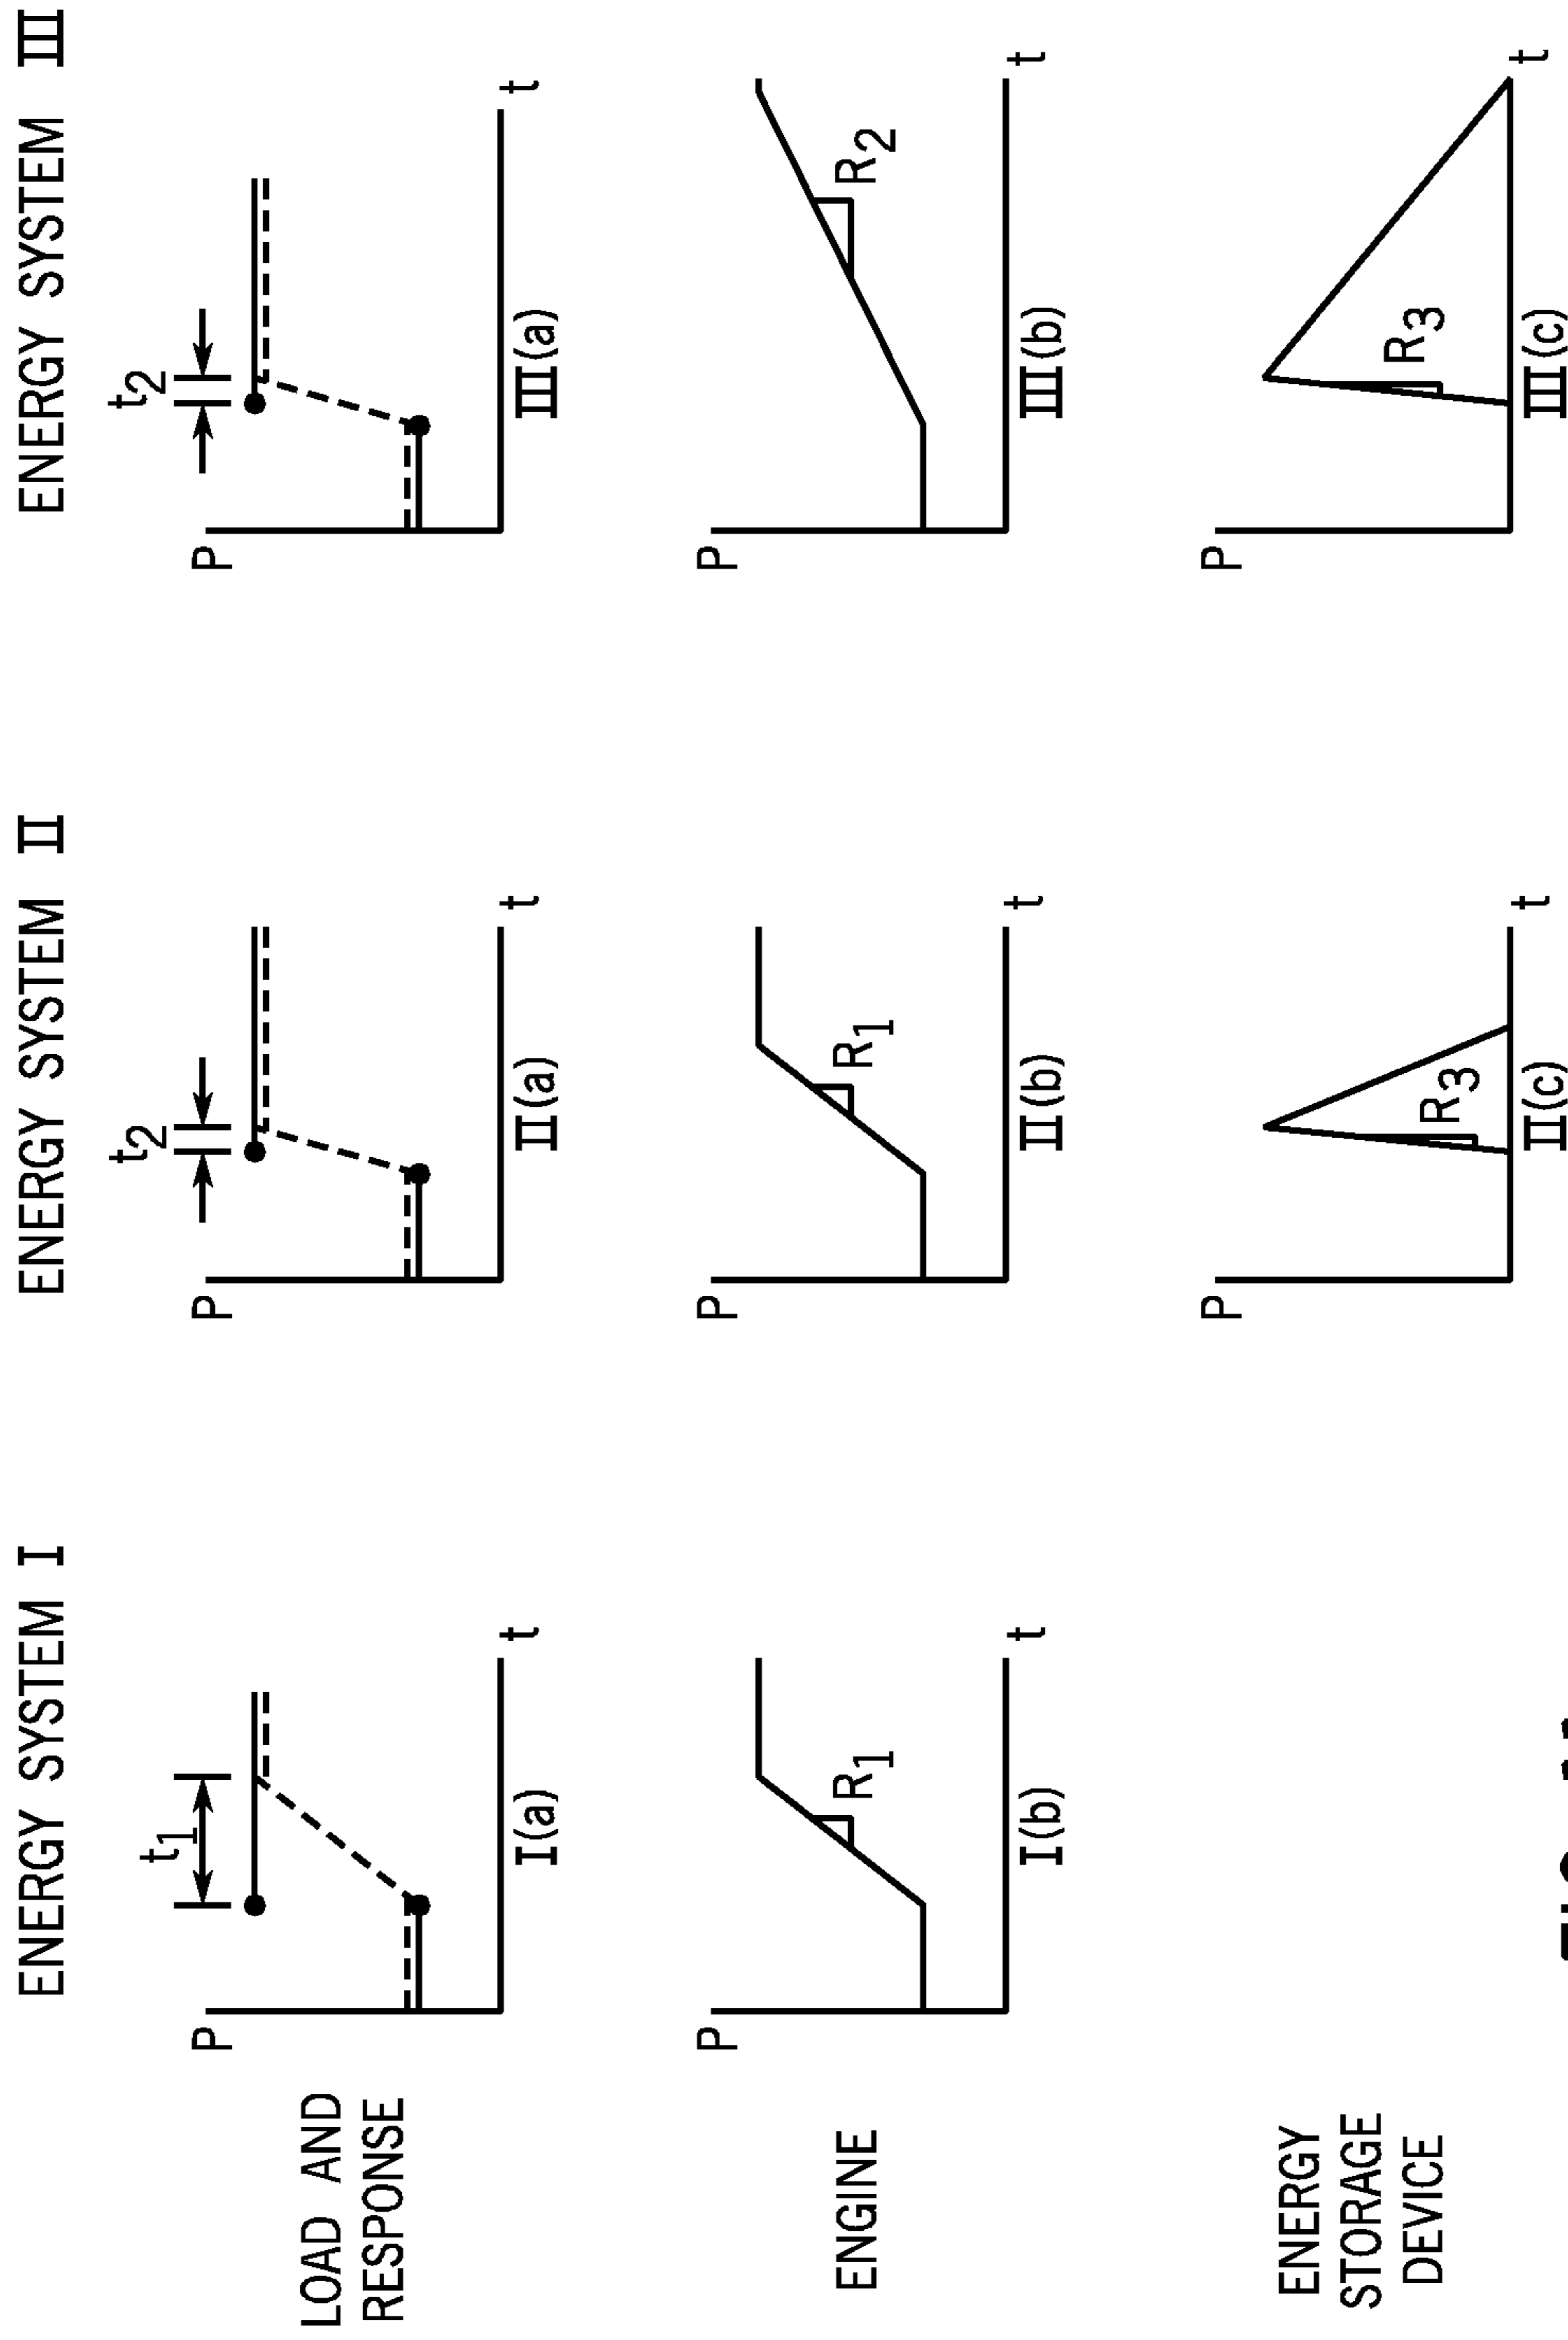 ENERGY SYSTEM I
ENERGY SYSTEM II
ENERGY SYSTEM III
LOAD AND
RESPONSE
P
t1
t
I(a)
P
t2
t
II(a)
P
t2
t
III(a)
ENGINE
P
R1
t
I(b)
P
R1
t
II(b)
P
R2
t
III(b)
ENERGY
STORAGE
DEVICE
P
R3
t
II(c)
P
R3
t
III(c)